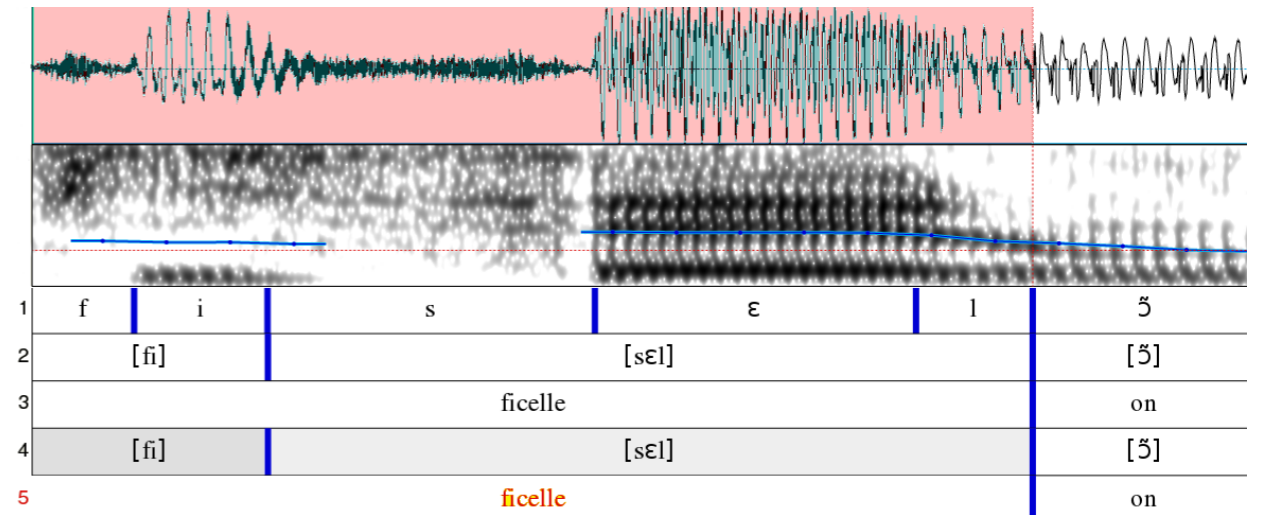 1 f i s ɛ l ɔ̃
2 [fi] [sɛl] [ɔ̃]
3 ficelle on
4 [fi] [sɛl] [ɔ̃]
5 ficelle on